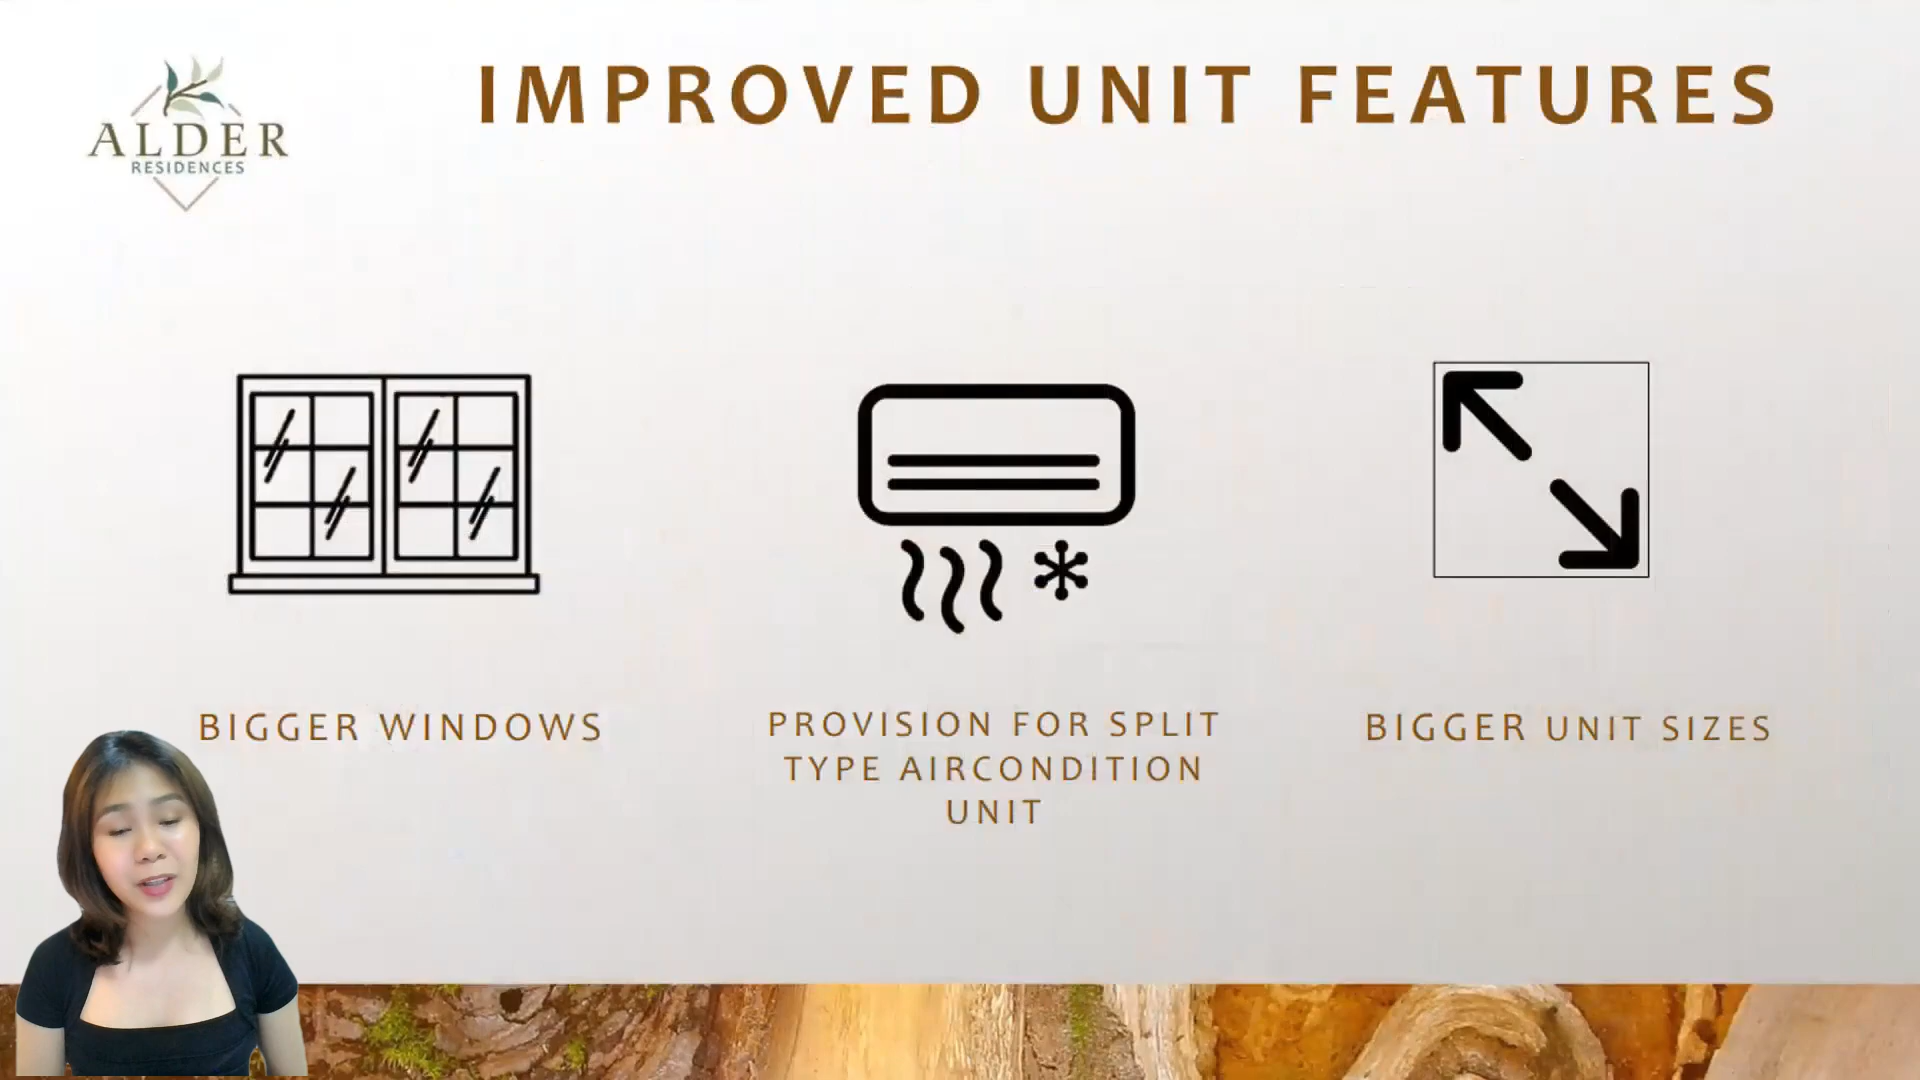 ALDER
RESIDENCES
IMPROVED UNIT FEATURES
BIGGER WINDOWS
PROVISION FOR SPLIT
TYPE AIRCONDITION
UNIT
BIGGER UNIT SIZES